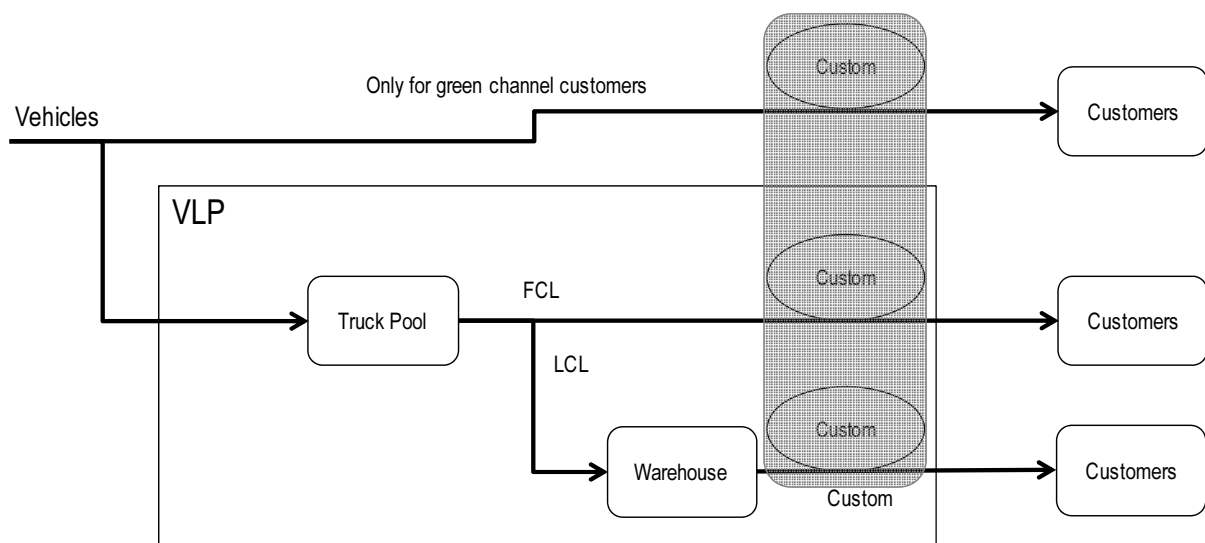 Custom
Only for green channel customers
Vehicles
Customers
VLP
Custom
FCL
Truck Pool
Customers
LCL
Custom
Warehouse
Customers
Custom